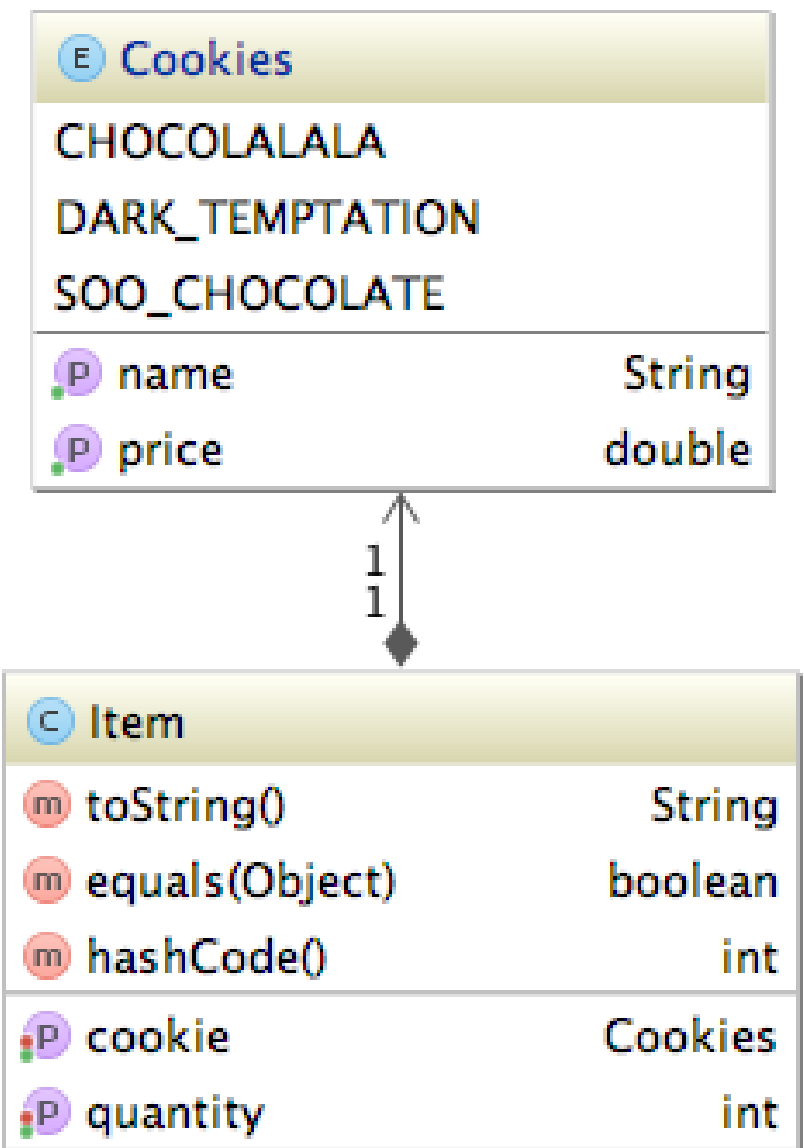 E Cookies
CHOCOLALALA
DARK_TEMPTATION
SOO_CHOCOLATE
P name String
P price double
1
1
C Item
m toString() String
m equals(Object) boolean
m hashCode() int
P cookie Cookies
P quantity int